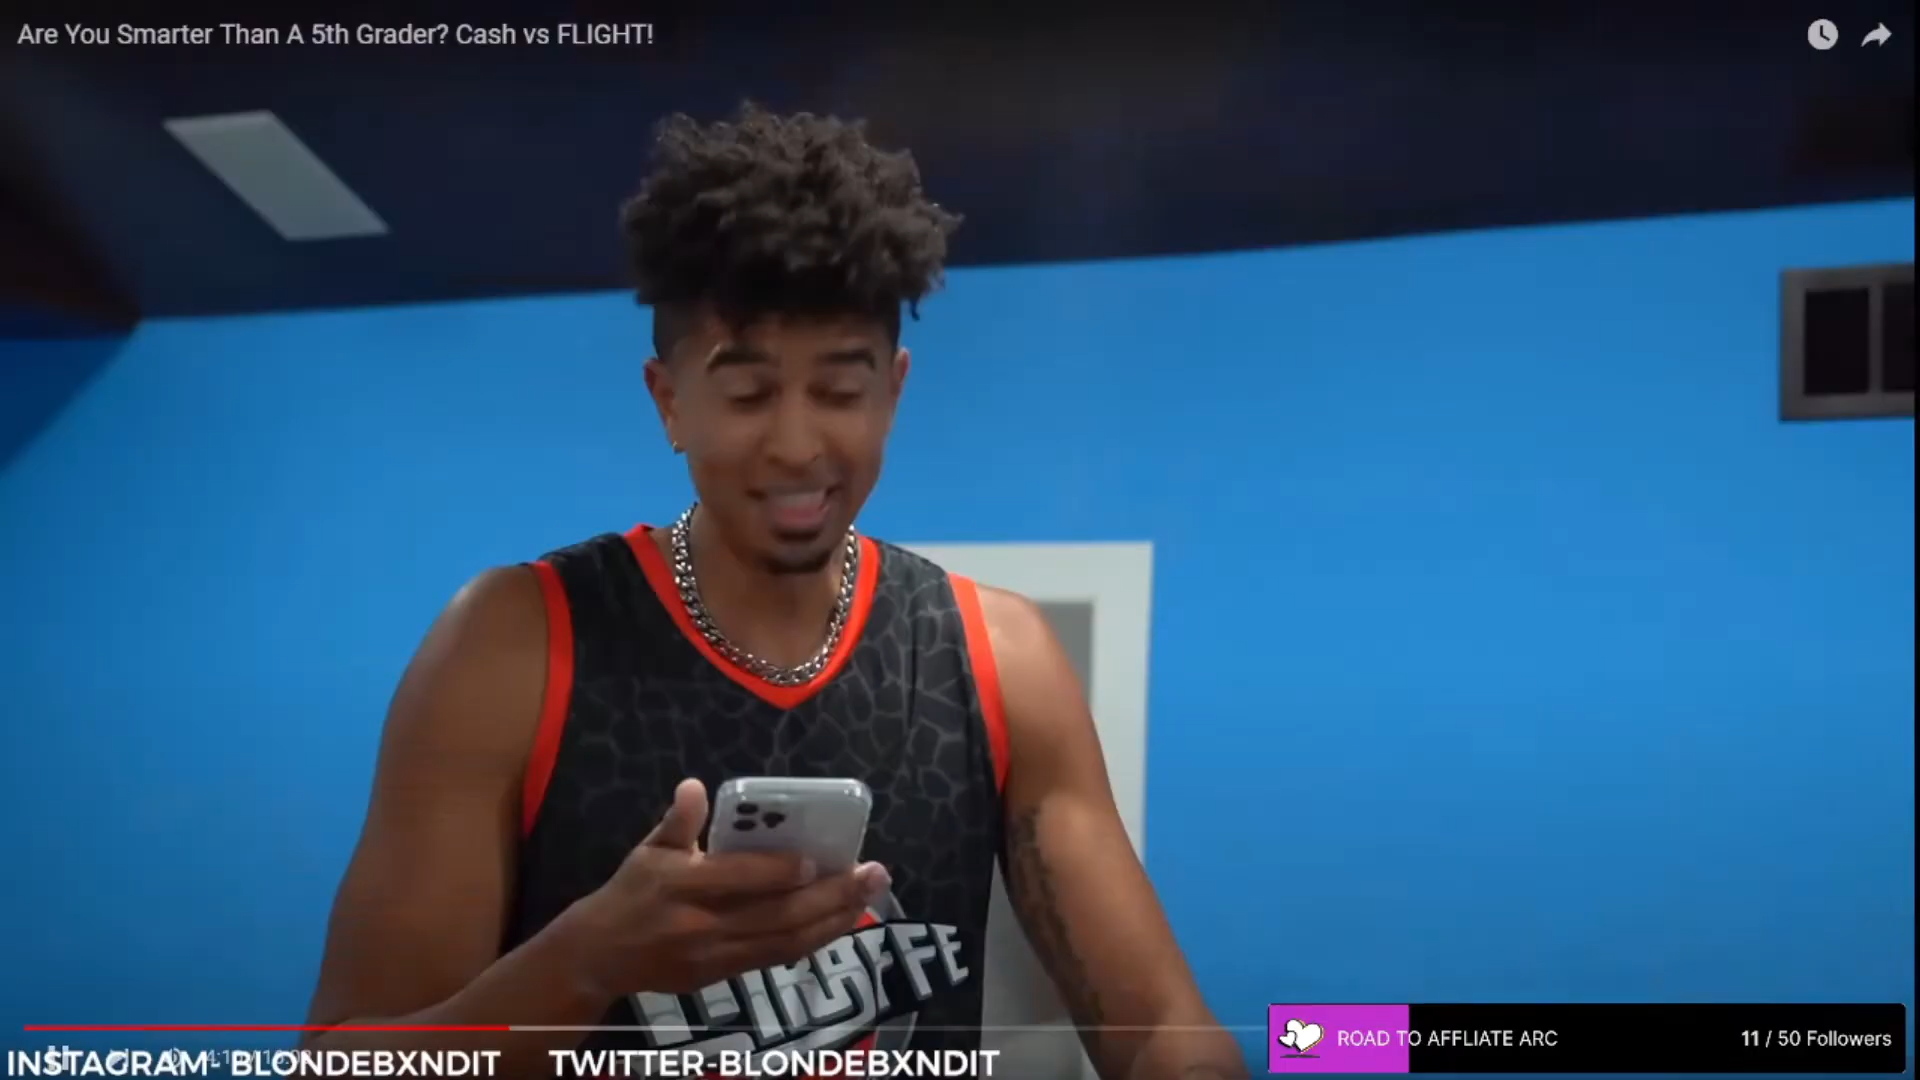 Are You Smarter Than A 5th Grader? Cash vs FLIGHT!
ROAD TO AFFLIATE ARC
11 / 50 Followers
INSTAGRAM- BLONDEBXNDIT
TWITTER-BLONDEBXNDIT